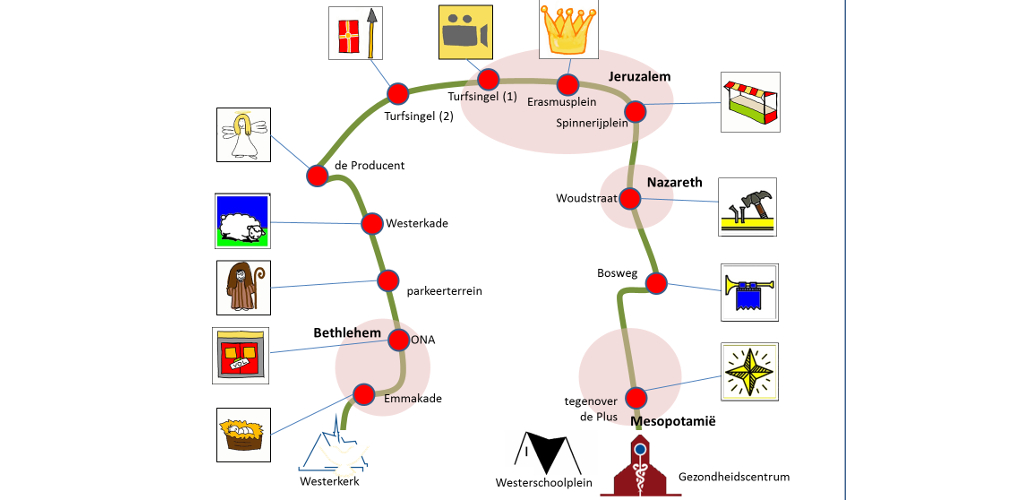 Jeruzalem
Turfsingel (1)
Erasmusplein
Turfsingel (2)
Spinnerijplein
de Producent
Nazareth
Woudstraat
Westerkade
Bosweg
parkeerterrein
Bethlehem
ONA
VOL
Emmakade
tegenover
de Plus
Mesopotamië
Westerkerk
Westerschoolplein
Gezondheidscentrum